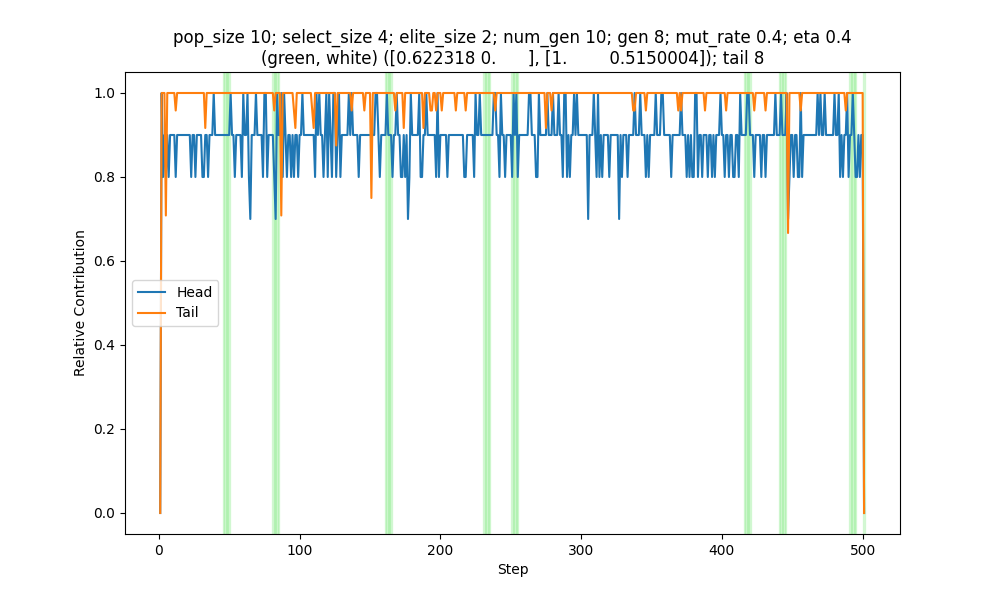 pop_size 10; select_size 4; elite_size 2; num_gen 10; gen 8; mut_rate 0.4; eta 0.4
(green, white) ([0.622318 0.      ], [1.        0.5150004]); tail 8
1.0
0.8
0.6
0.4
0.2
0.0
Relative Contribution
Head
Tail
0 100 200 300 400 500
Step